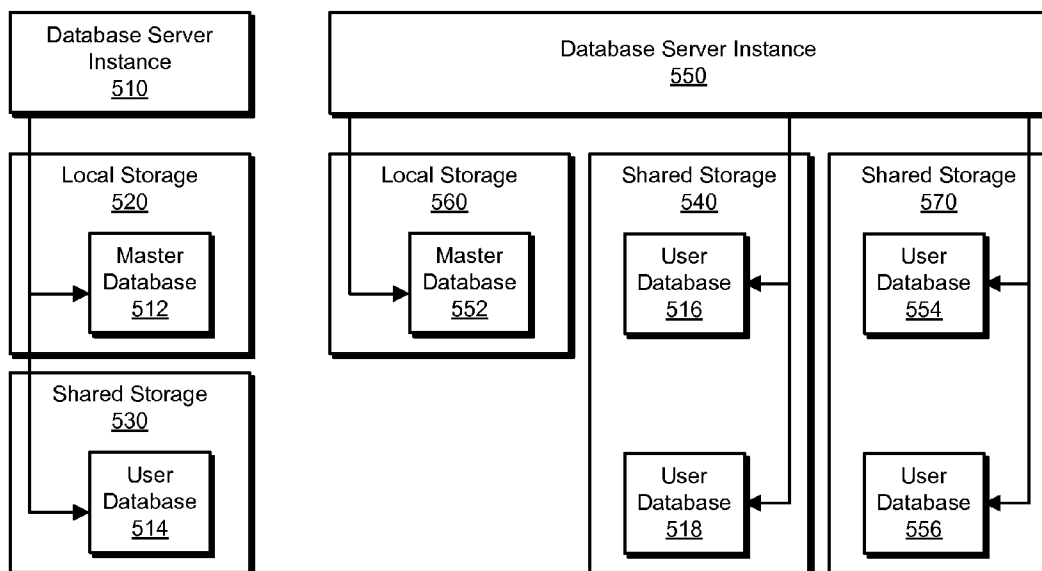 Database Server
Instance
510
Database Server Instance
550
Local Storage
520
Master
Database
512
Shared Storage
530
User
Database
514
Local Storage
560
Master
Database
552
Shared Storage
540
User
Database
516
User
Database
518
Shared Storage
570
User
Database
554
User
Database
556